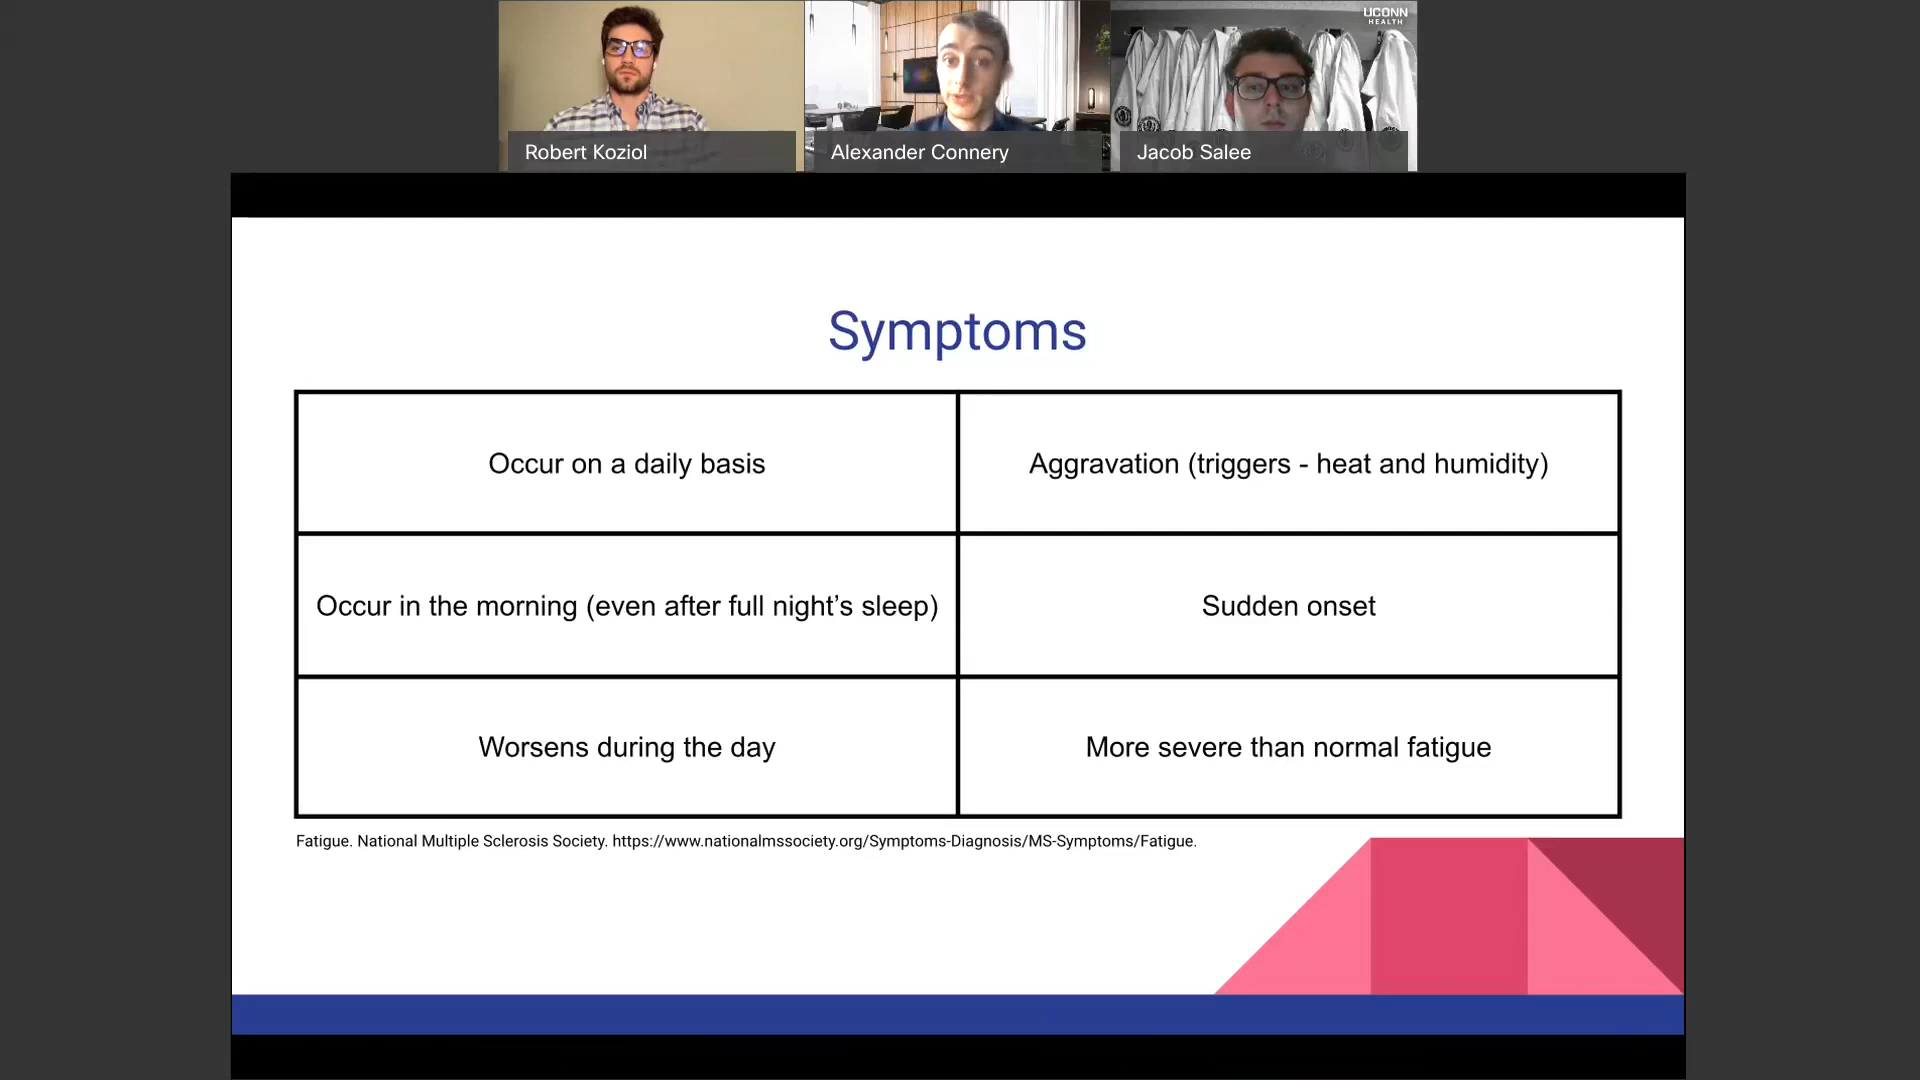 UCONN
HEALTH
Robert Koziol
Alexander Connery
Jacob Salee
Symptoms
Occur on a daily basis
Aggravation (triggers - heat and humidity)
Occur in the morning (even after full night’s sleep)
Sudden onset
Worsens during the day
More severe than normal fatigue
Fatigue. National Multiple Sclerosis Society. https://www.nationalmssociety.org/Symptoms-Diagnosis/MS-Symptoms/Fatigue.